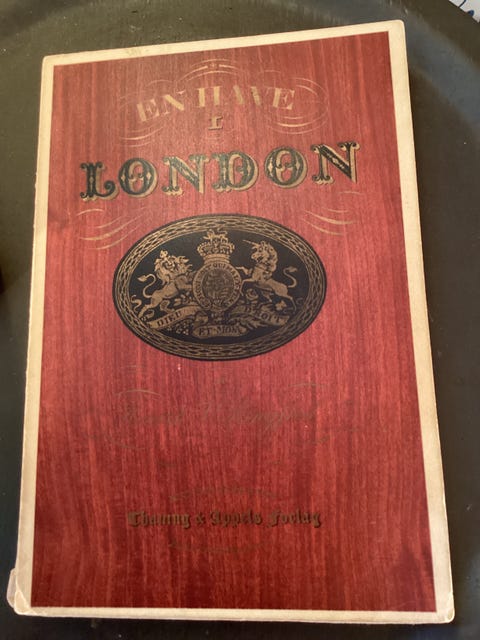 EN HAVE
I
LONDON
DIEU ET MON DROIT
Thaning & Appels Forlag